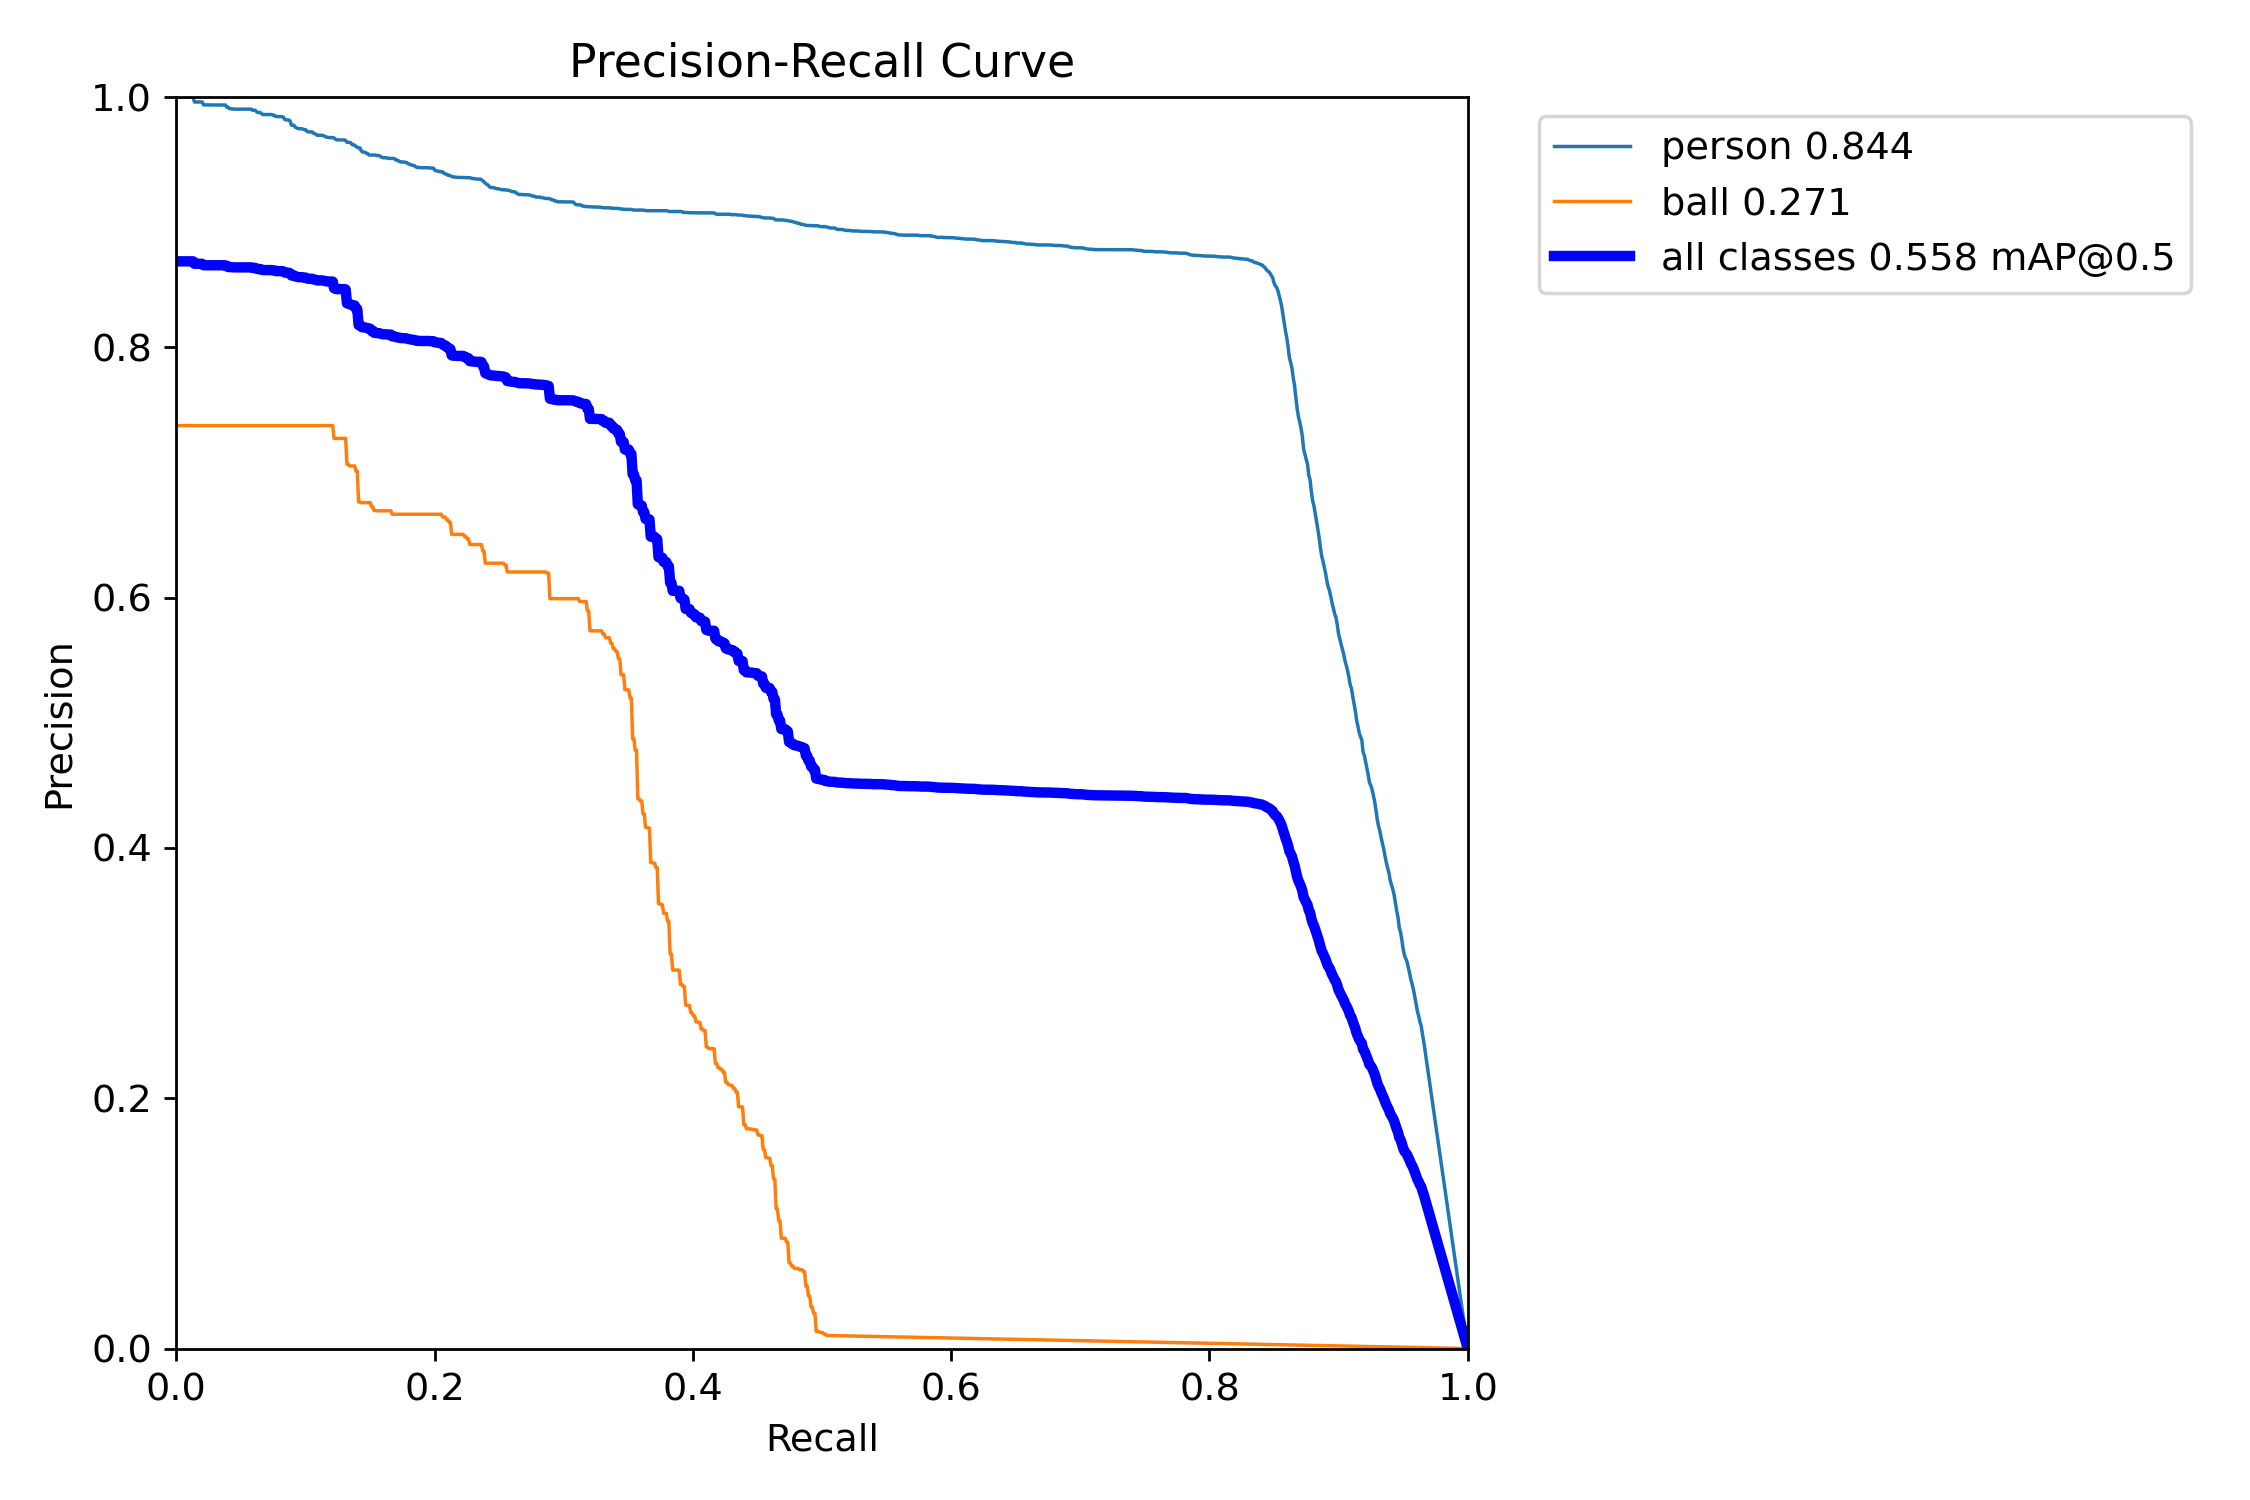 Precision-Recall Curve
person 0.844
ball 0.271
all classes 0.558 mAP@0.5
1.0
0.8
0.6
0.4
0.2
0.0
Precision
0.0 0.2 0.4 0.6 0.8 1.0
Recall